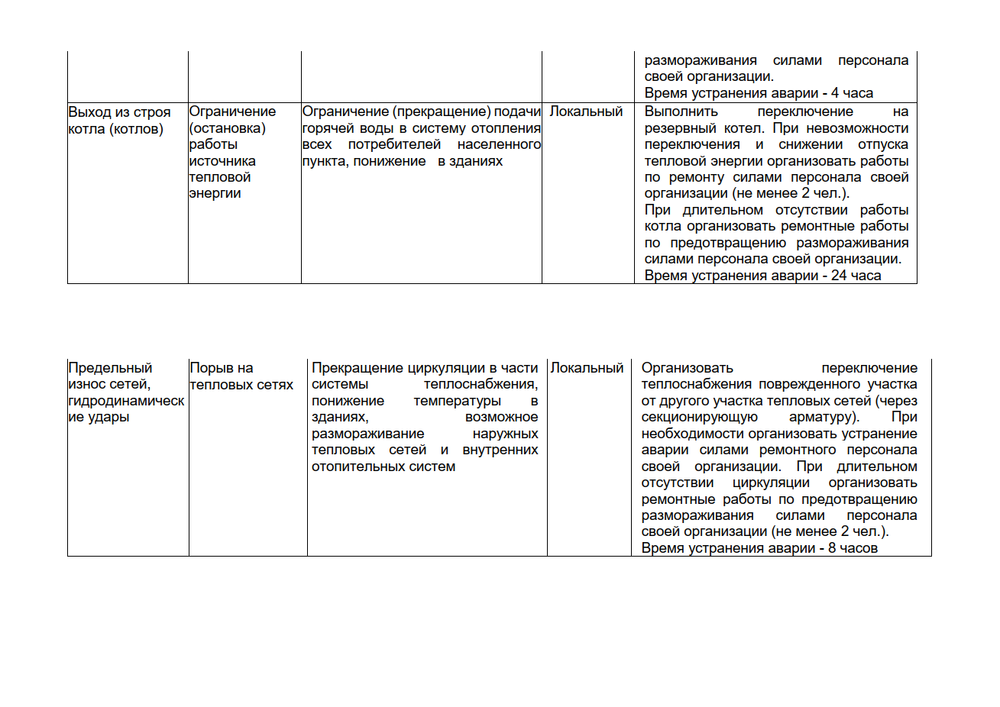 размораживания силами персонала
своей организации.
Время устранения аварии - 4 часа
Выход из строя
котла (котлов)
Ограничение
(остановка)
работы
источника
тепловой
энергии
Ограничение (прекращение) подачи
горячей воды в систему отопления
всех потребителей населенного
пункта, понижение в зданиях
Локальный
Выполнить переключение на
резервный котел. При невозможности
переключения и снижении отпуска
тепловой энергии организовать работы
по ремонту силами персонала своей
организации (не менее 2 чел.).
При длительном отсутствии работы
котла организовать ремонтные работы
по предотвращению размораживания
силами персонала своей организации.
Время устранения аварии - 24 часа
Предельный
износ сетей,
гидродинамическ
ие удары
Порыв на
тепловых сетях
Прекращение циркуляции в части
системы теплоснабжения,
понижение температуры в
зданиях, возможное
размораживание наружных
тепловых сетей и внутренних
отопительных систем
Локальный
Организовать переключение
теплоснабжения поврежденного участка
от другого участка тепловых сетей (через
секционирующую арматуру). При
необходимости организовать устранение
аварии силами ремонтного персонала
своей организации. При длительном
отсутствии циркуляции организовать
ремонтные работы по предотвращению
размораживания силами персонала
своей организации (не менее 2 чел.).
Время устранения аварии - 8 часов